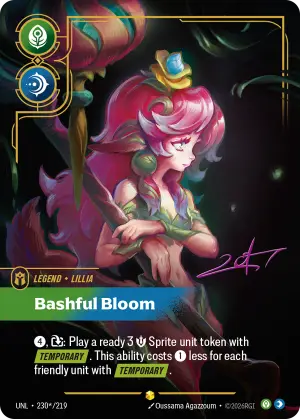 LEGEND • LILLIA
Bashful Bloom
4, : Play a ready 3 Sprite unit token with
TEMPORARY. This ability costs 1 less for each
friendly unit with TEMPORARY.
UNL • 230*/219
Oussama Agazzoum
©2026RGL